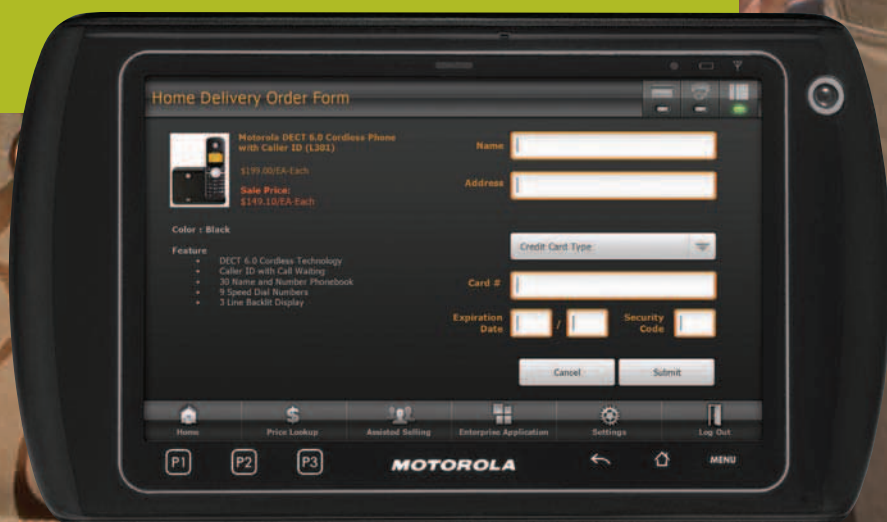 Home Delivery Order Form
Motorola DECT 6.0 Cordless Phone
with Caller ID (L301)
$199.00/EA-Each
Sale Price:
$149.10/EA-Each
Color : Black
Feature
• DECT 6.0 Cordless Technology
• Caller ID with Call Waiting
• 30 Name and Number Phonebook
• 9 Speed Dial Numbers
• 3 Line Backlit Display
Name
Address
Credit Card Type
Card #
Expiration
Date
/
Security
Code
Cancel
Submit
Home
Price Lookup
Assisted Selling
Enterprise Application
Settings
Log Out
P1
P2
P3
MOTOROLA
MENU